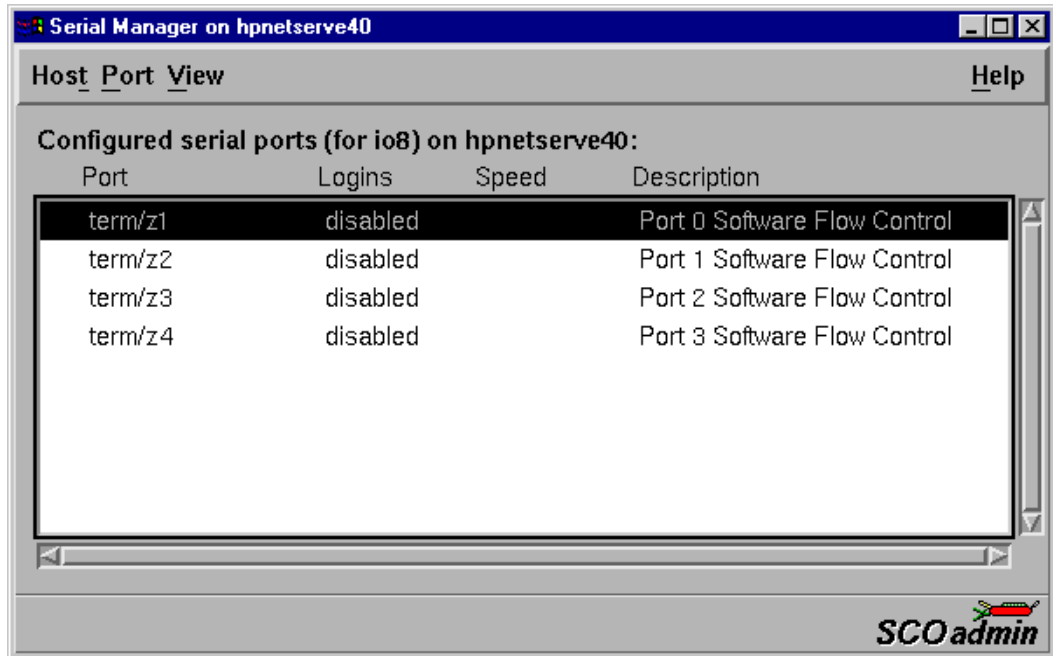 Serial Manager on hpnetserve40
Host Port View Help
Configured serial ports (for io8) on hpnetserve40:
Port Logins Speed Description
term/z1 disabled Port 0 Software Flow Control
term/z2 disabled Port 1 Software Flow Control
term/z3 disabled Port 2 Software Flow Control
term/z4 disabled Port 3 Software Flow Control
SCOadmin